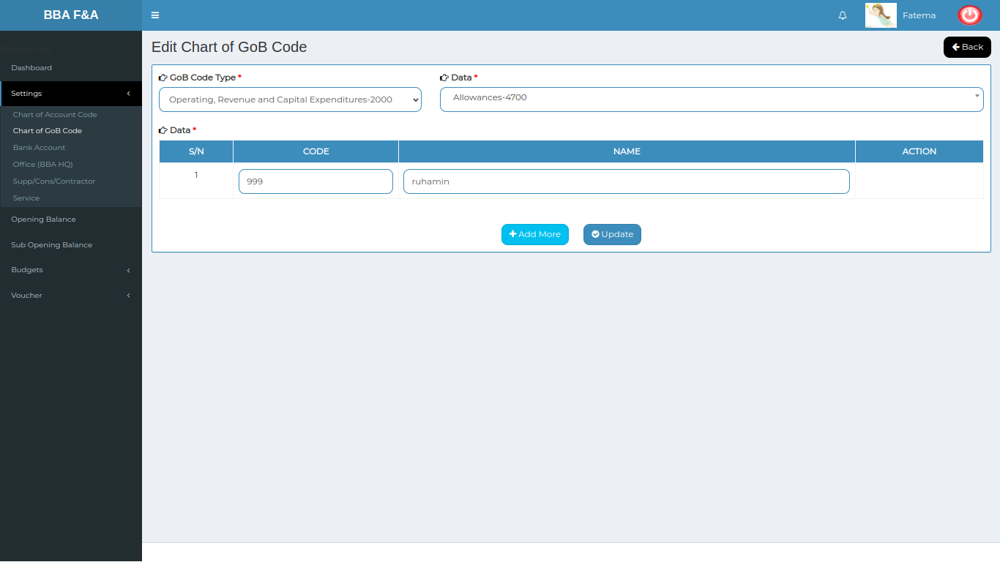 BBA F&A
Fatema
99accounts
Dashboard
Settings
Chart of Account Code
Chart of GoB Code
Bank Account
Office (BBA HQ)
Supp/Cons/Contractor
Service
Opening Balance
Sub Opening Balance
Budgets
Voucher
Edit Chart of GoB Code
Back
GoB Code Type *
Data *
Operating, Revenue and Capital Expenditures-2000
Allowances-4700
Data *
S/N CODE NAME ACTION
1 999 ruhamin
Add More
Update